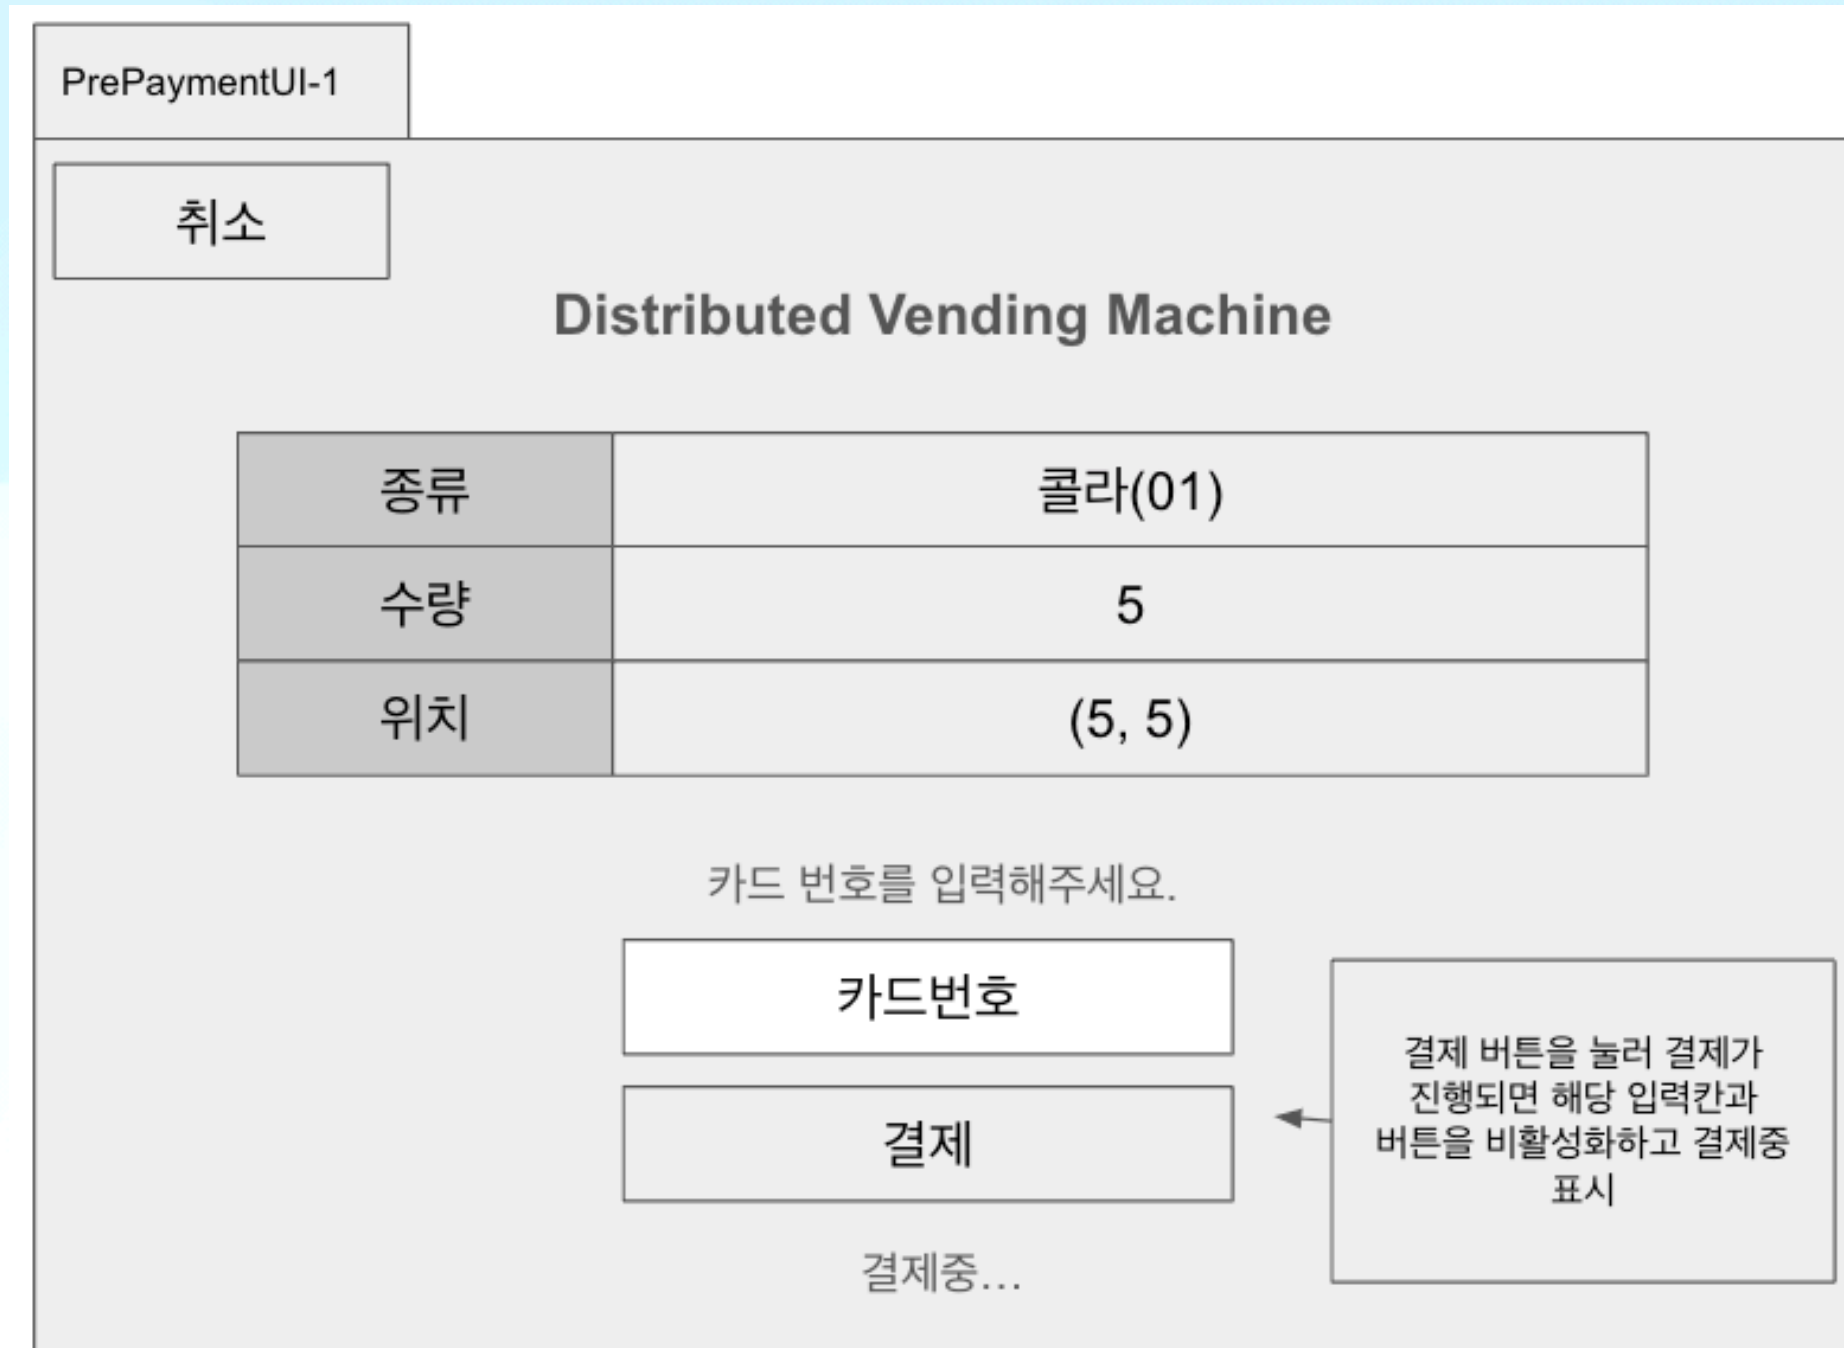 PrePaymentUI-1
취소
Distributed Vending Machine
종류 콜라(01)
수량 5
위치 (5, 5)
카드 번호를 입력해주세요.
카드번호
결제
결제 버튼을 눌러 결제가
진행되면 해당 입력칸과
버튼을 비활성화하고 결제중
표시
결제중...